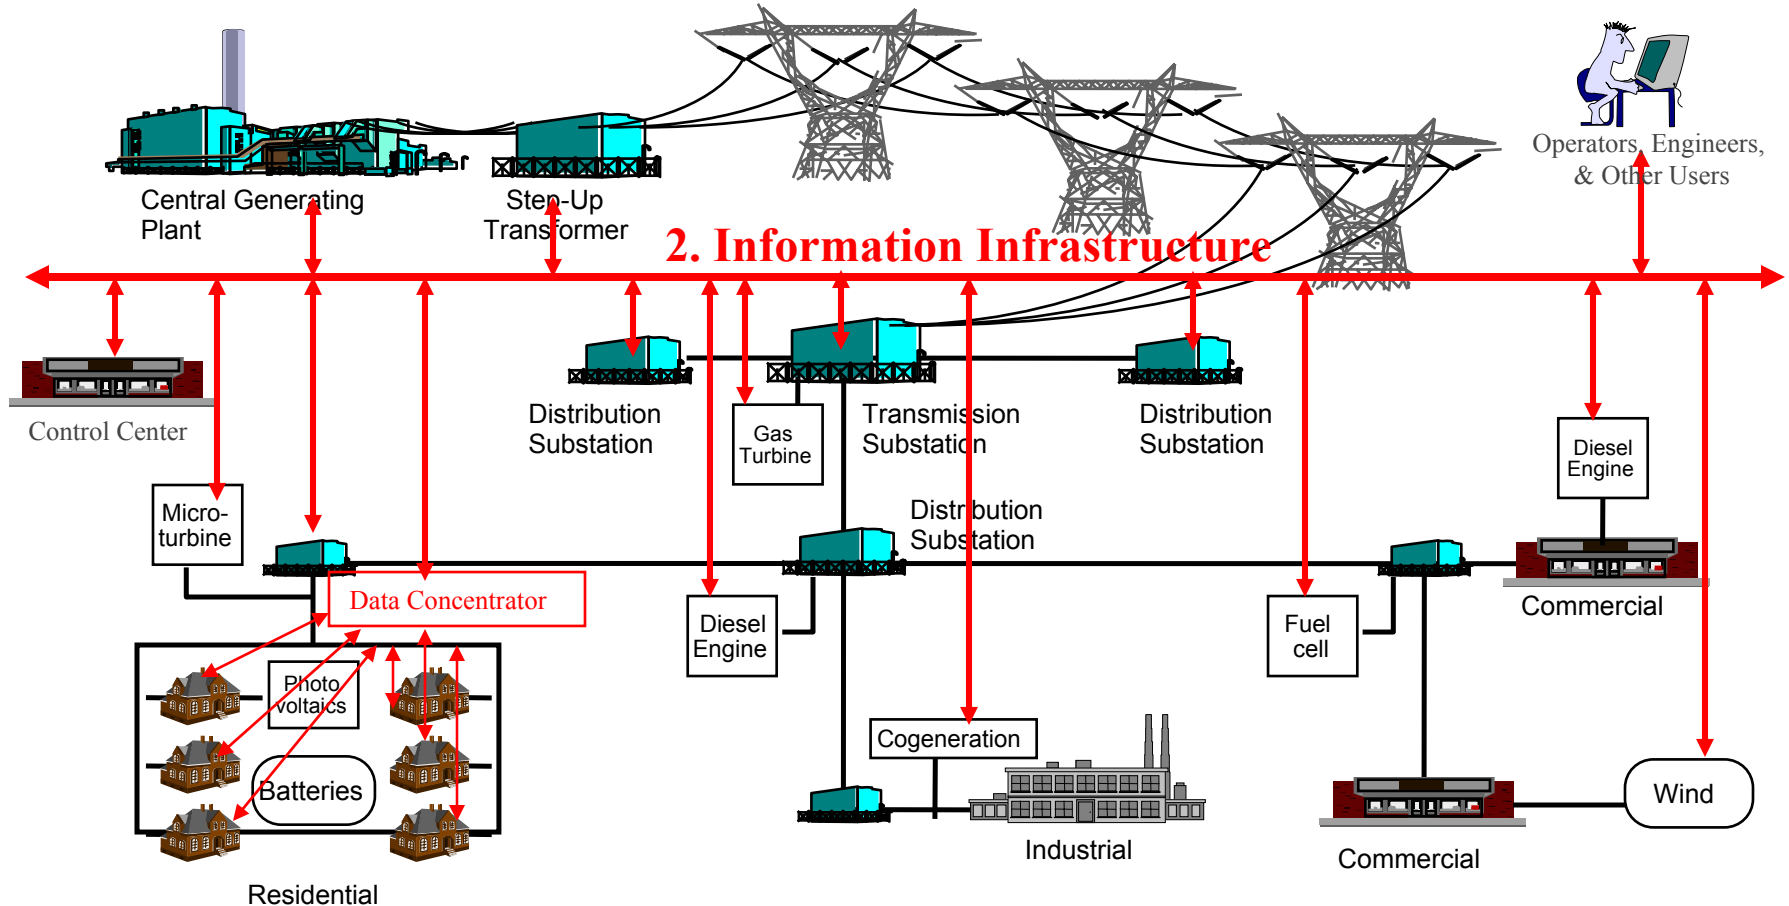 Operators, Engineers,
& Other Users
Central Generating
Plant
Step-Up
Transformer
2. Information Infrastructure
Control Center
Distribution
Substation
Gas
Turbine
Transmission
Substation
Distribution
Substation
Diesel
Engine
Micro-
turbine
Distribution
Substation
Data Concentrator
Diesel
Engine
Fuel
cell
Commercial
Photo
voltaics
Batteries
Cogeneration
Wind
Industrial
Commercial
Residential